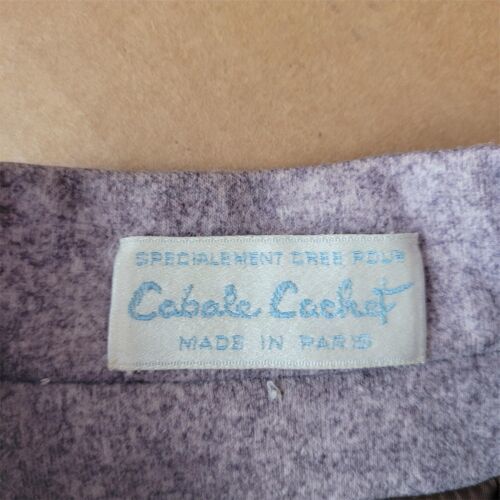 SPECIALEMENT CREE POUR
Cabale Cachet
MADE IN PARIS